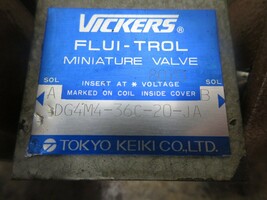 VICKERS®
FLUI-TROL
MINIATURE VALVE
SOL INSERT AT * VOLTAGE SOL
A MARKED ON COIL INSIDE COVER B
DG4M4-36C-20-JA
TOKYO KEIKI CO.,LTD.